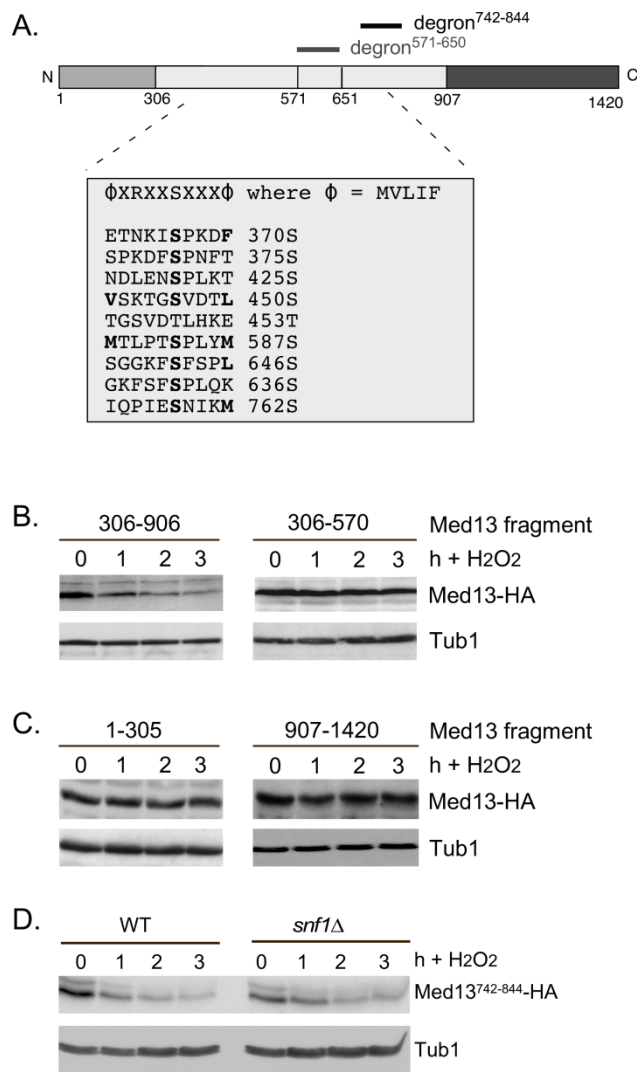 A.
degron742-844
degron571-650
N C
1 306 571 651 907 1420
ɸXRXXSXXXɸ where ɸ = MVLIF
ETNKISPKDF 370S
SPKDFSPNFT 375S
NDLENSPLKT 425S
VSKTGSVDTL 450S
TGSVDTLHKE 453T
MTLPTSPLYM 587S
SGGKFSFSPL 646S
GKFSFSPLQK 636S
IQPIESNIKM 762S
B.
306-906 306-570 Med13 fragment
0 1 2 3 0 1 2 3 h + H2O2
Med13-HA
Tub1
C.
1-305 907-1420 Med13 fragment
0 1 2 3 0 1 2 3 h + H2O2
Med13-HA
Tub1
D.
WT snf1Δ
0 1 2 3 0 1 2 3 h + H2O2
Med13742-844-HA
Tub1